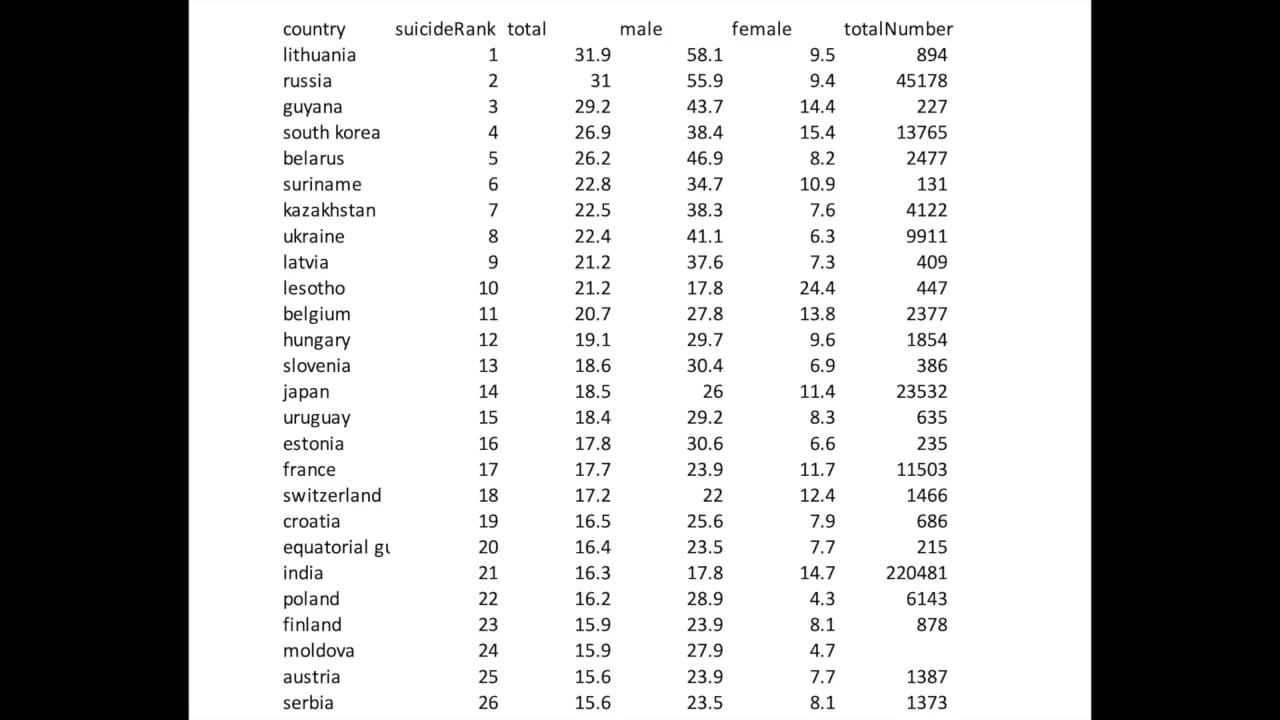 country suicideRank total male female totalNumber
lithuania 1 31.9 58.1 9.5 894
russia 2 31 55.9 9.4 45178
guyana 3 29.2 43.7 14.4 227
south korea 4 26.9 38.4 15.4 13765
belarus 5 26.2 46.9 8.2 2477
suriname 6 22.8 34.7 10.9 131
kazakhstan 7 22.5 38.3 7.6 4122
ukraine 8 22.4 41.1 6.3 9911
latvia 9 21.2 37.6 7.3 409
lesotho 10 21.2 17.8 24.4 447
belgium 11 20.7 27.8 13.8 2377
hungary 12 19.1 29.7 9.6 1854
slovenia 13 18.6 30.4 6.9 386
japan 14 18.5 26 11.4 23532
uruguay 15 18.4 29.2 8.3 635
estonia 16 17.8 30.6 6.6 235
france 17 17.7 23.9 11.7 11503
switzerland 18 17.2 22 12.4 1466
croatia 19 16.5 25.6 7.9 686
equatorial gu 20 16.4 23.5 7.7 215
india 21 16.3 17.8 14.7 220481
poland 22 16.2 28.9 4.3 6143
finland 23 15.9 23.9 8.1 878
moldova 24 15.9 27.9 4.7
austria 25 15.6 23.9 7.7 1387
serbia 26 15.6 23.5 8.1 1373